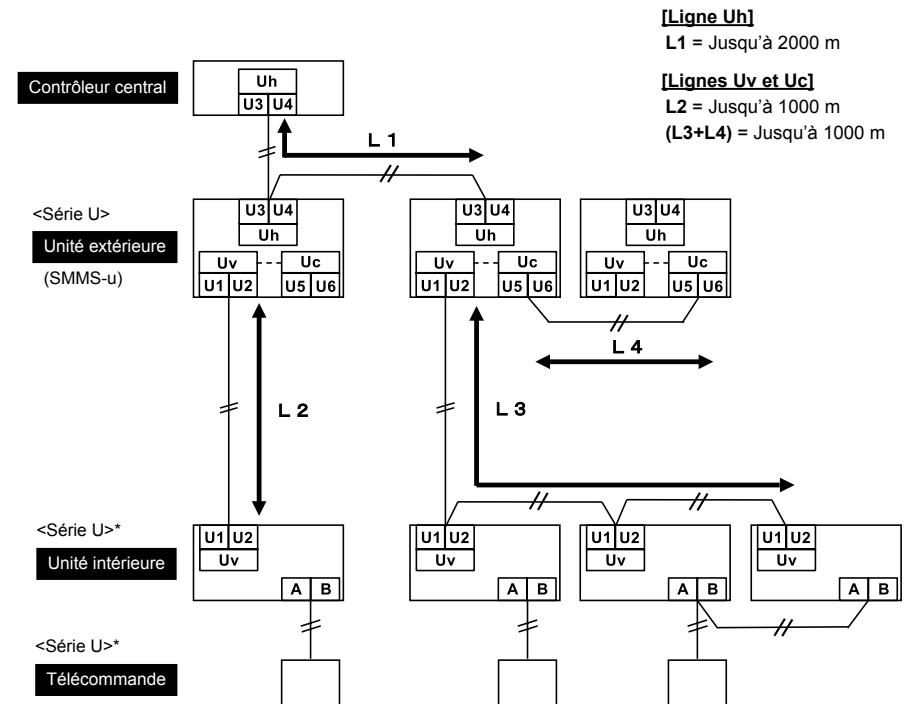 [Ligne Uh]
L1 = Jusqu'à 2000 m
[Lignes Uv et Uc]
L2 = Jusqu'à 1000 m
(L3+L4) = Jusqu'à 1000 m
Contrôleur central
Uh
U3 U4
L 1
<Série U>
Unité extérieure
(SMMS-u)
U3 U4
Uh
Uv Uc
U1 U2 U5 U6
U3 U4
Uh
Uv Uc
U1 U2 U5 U6
U3 U4
Uh
Uv Uc
U1 U2 U5 U6
L 4
L 2
L 3
<Série U>*
Unité intérieure
U1 U2
Uv
A B
U1 U2
Uv
A B
U1 U2
Uv
A B
U1 U2
Uv
A B
<Série U>*
Télécommande